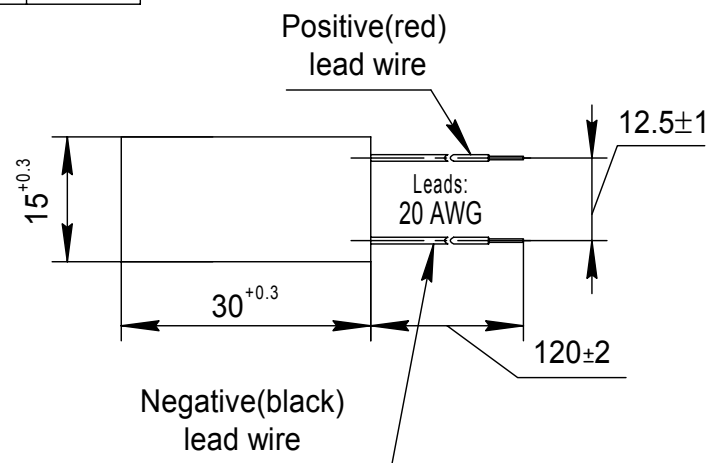 Positive(red)
lead wire
12.5±1
15+0.3
Leads:
20 AWG
30+0.3
120±2
Negative(black)
lead wire